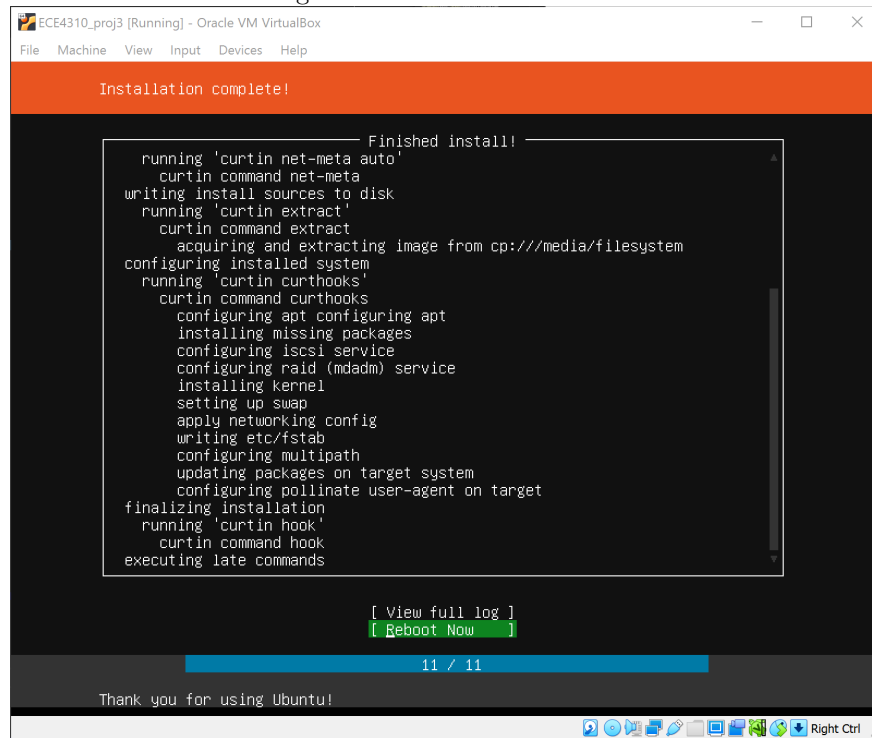 ECE4310_proj3 [Running] - Oracle VM VirtualBox
File Machine View Input Devices Help
Installation complete!
Finished install!
running 'curtin net-meta auto'
curtin command net-meta
writing install sources to disk
running 'curtin extract'
curtin command extract
acquiring and extracting image from cp:///media/filesystem
configuring installed system
running 'curtin curthooks'
curtin command curthooks
configuring apt configuring apt
installing missing packages
configuring iscsi service
configuring raid (mdadm) service
installing kernel
setting up swap
apply networking config
writing etc/fstab
configuring multipath
updating packages on target system
configuring pollinate user-agent on target
finalizing installation
running 'curtin hook'
curtin command hook
executing late commands
[ View full log ]
[ Reboot Now ]
11 / 11
Thank you for using Ubuntu!
Right Ctrl